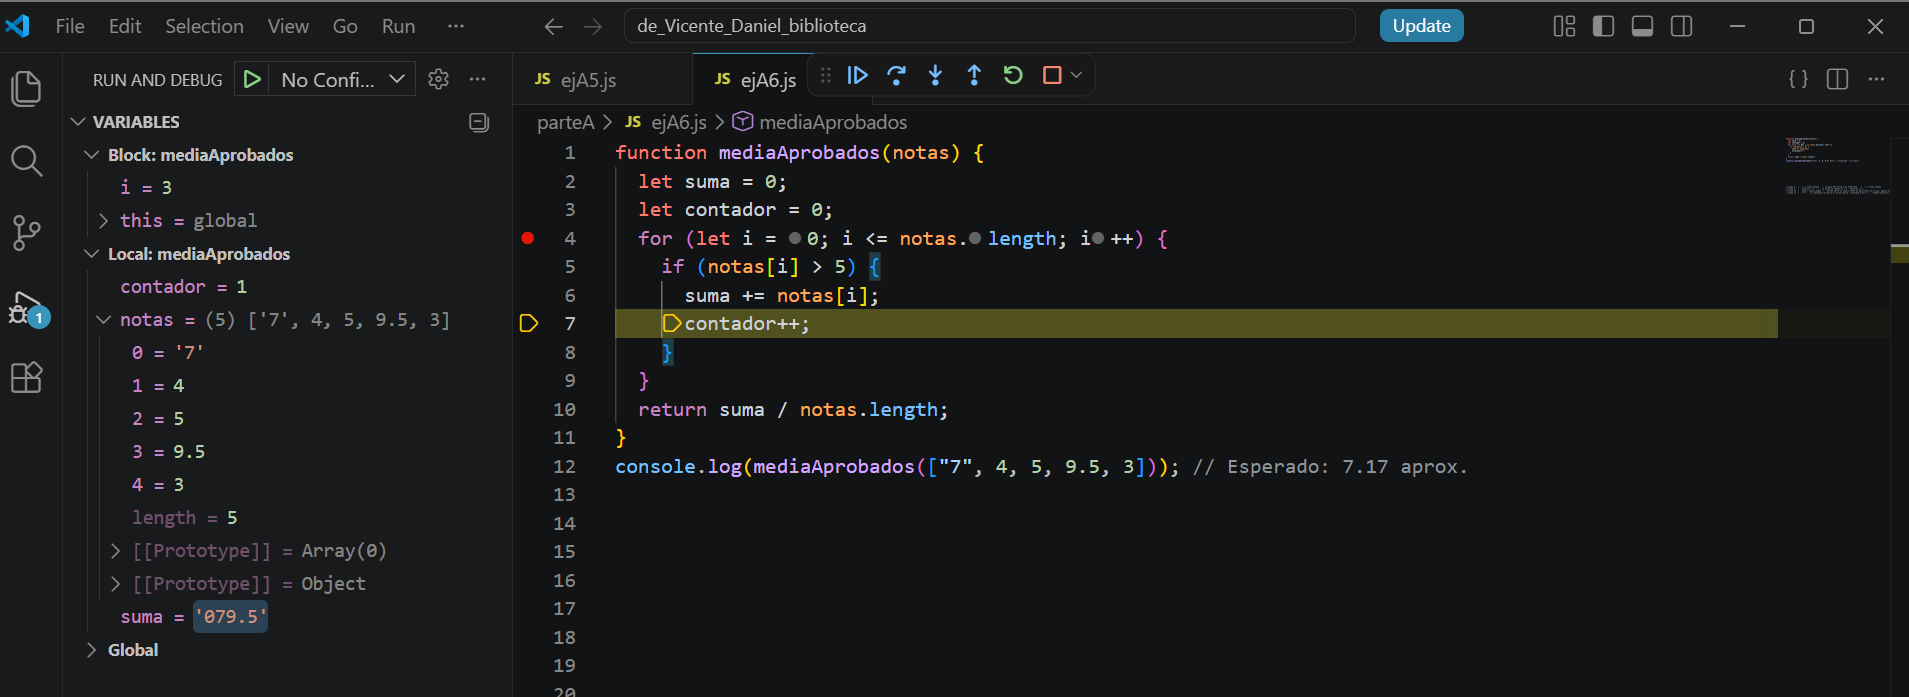 File Edit Selection View Go Run ··· de_Vicente_Daniel_biblioteca Update
RUN AND DEBUG No Confi... ···
JS ejA5.js JS ejA6.js { } ···
VARIABLES
Block: mediaAprobados
i = 3
this = global
Local: mediaAprobados
contador = 1
notas = (5) ['7', 4, 5, 9.5, 3]
0 = '7'
1 = 4
2 = 5
3 = 9.5
4 = 3
length = 5
[[Prototype]] = Array(0)
[[Prototype]] = Object
suma = '079.5'
Global
1
parteA > JS ejA6.js > mediaAprobados
1 function mediaAprobados(notas) {
2 let suma = 0;
3 let contador = 0;
4 for (let i = 0; i <= notas.length; i++) {
5 if (notas[i] > 5) {
6 suma += notas[i];
7 contador++;
8 }
9 }
10 return suma / notas.length;
11 }
12 console.log(mediaAprobados(["7", 4, 5, 9.5, 3])); // Esperado: 7.17 aprox.
13
14
15
16
17
18
19
20